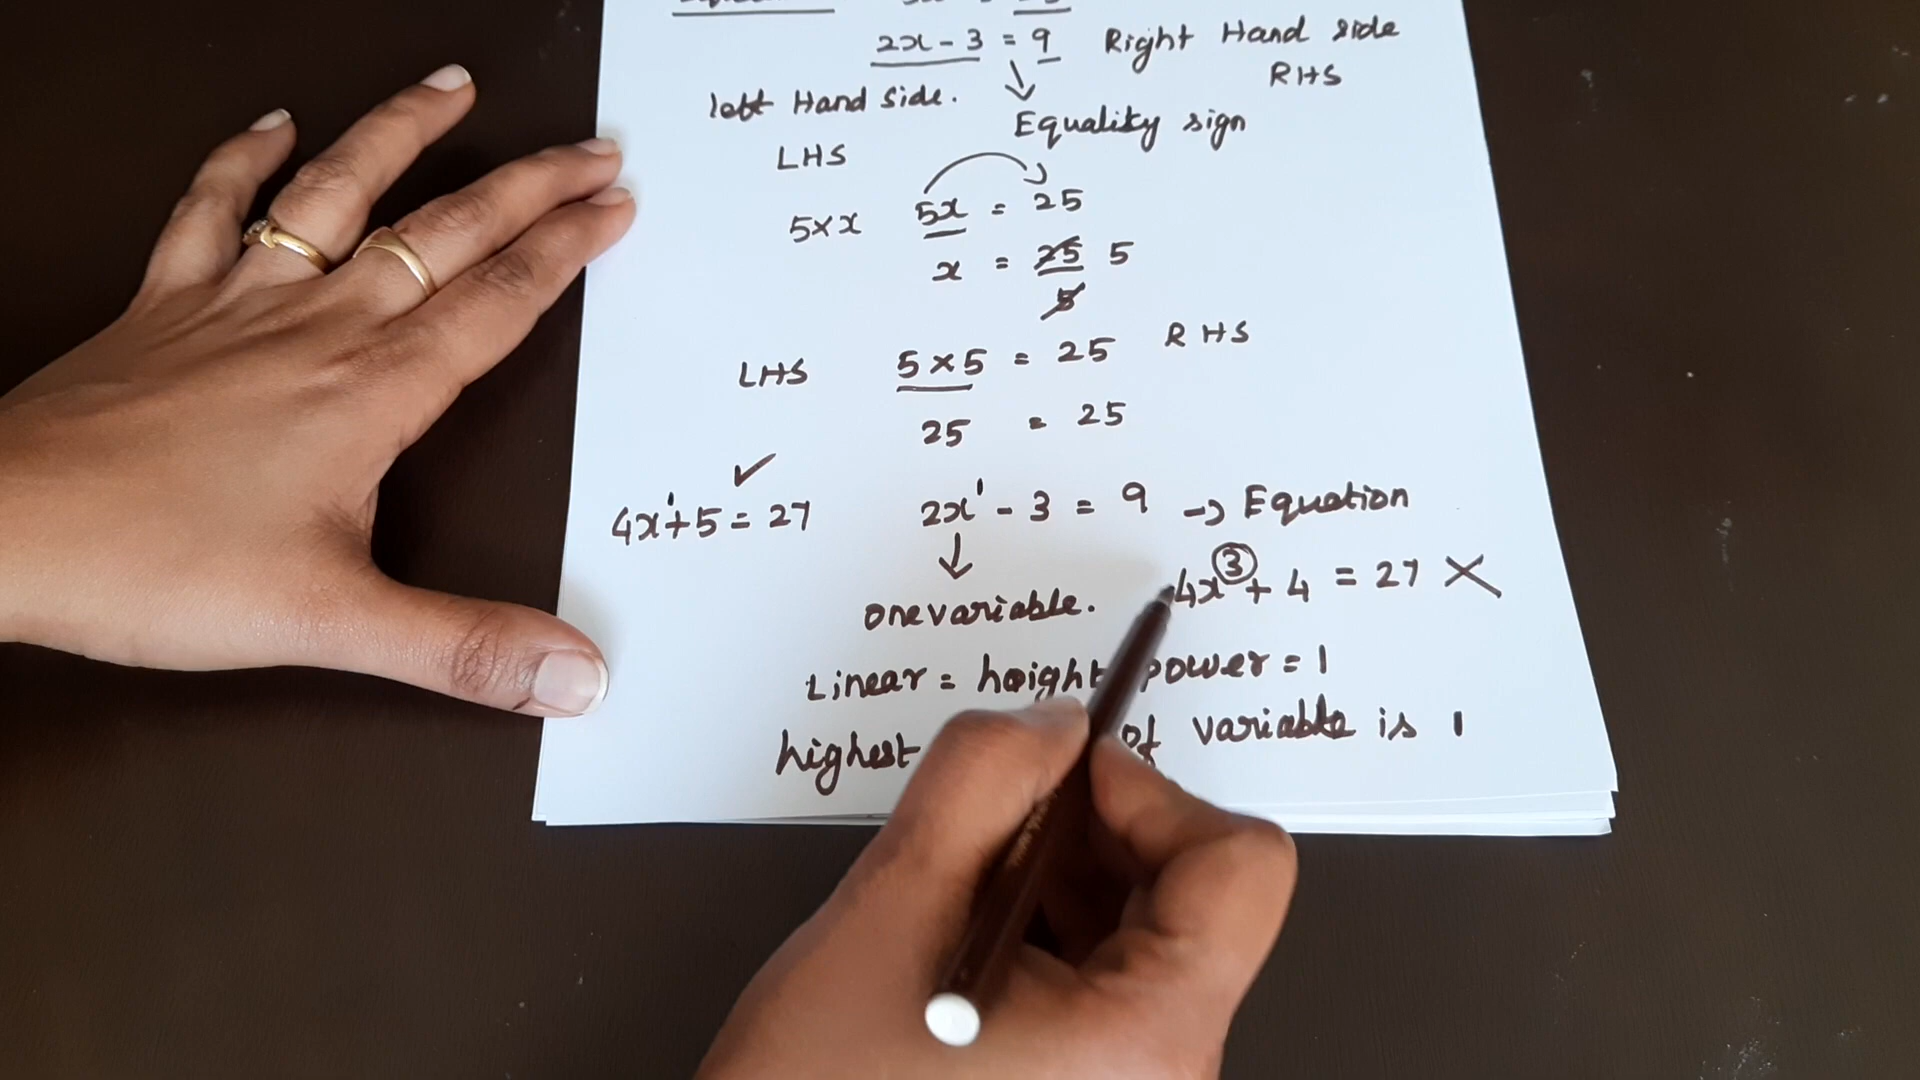 2x - 3 = 9 Right Hand side
RHS
left Hand side.
Equality sign
LHS
5×x 5x = 25
x = 25 5
5
LHS 5×5 = 25 RHS
25 = 25
✓
4x¹+5=27 2x¹ - 3 = 9 → Equation
4x³ + 4 = 27 ×
one variable.
Linear = height power = 1
highest of variable is 1